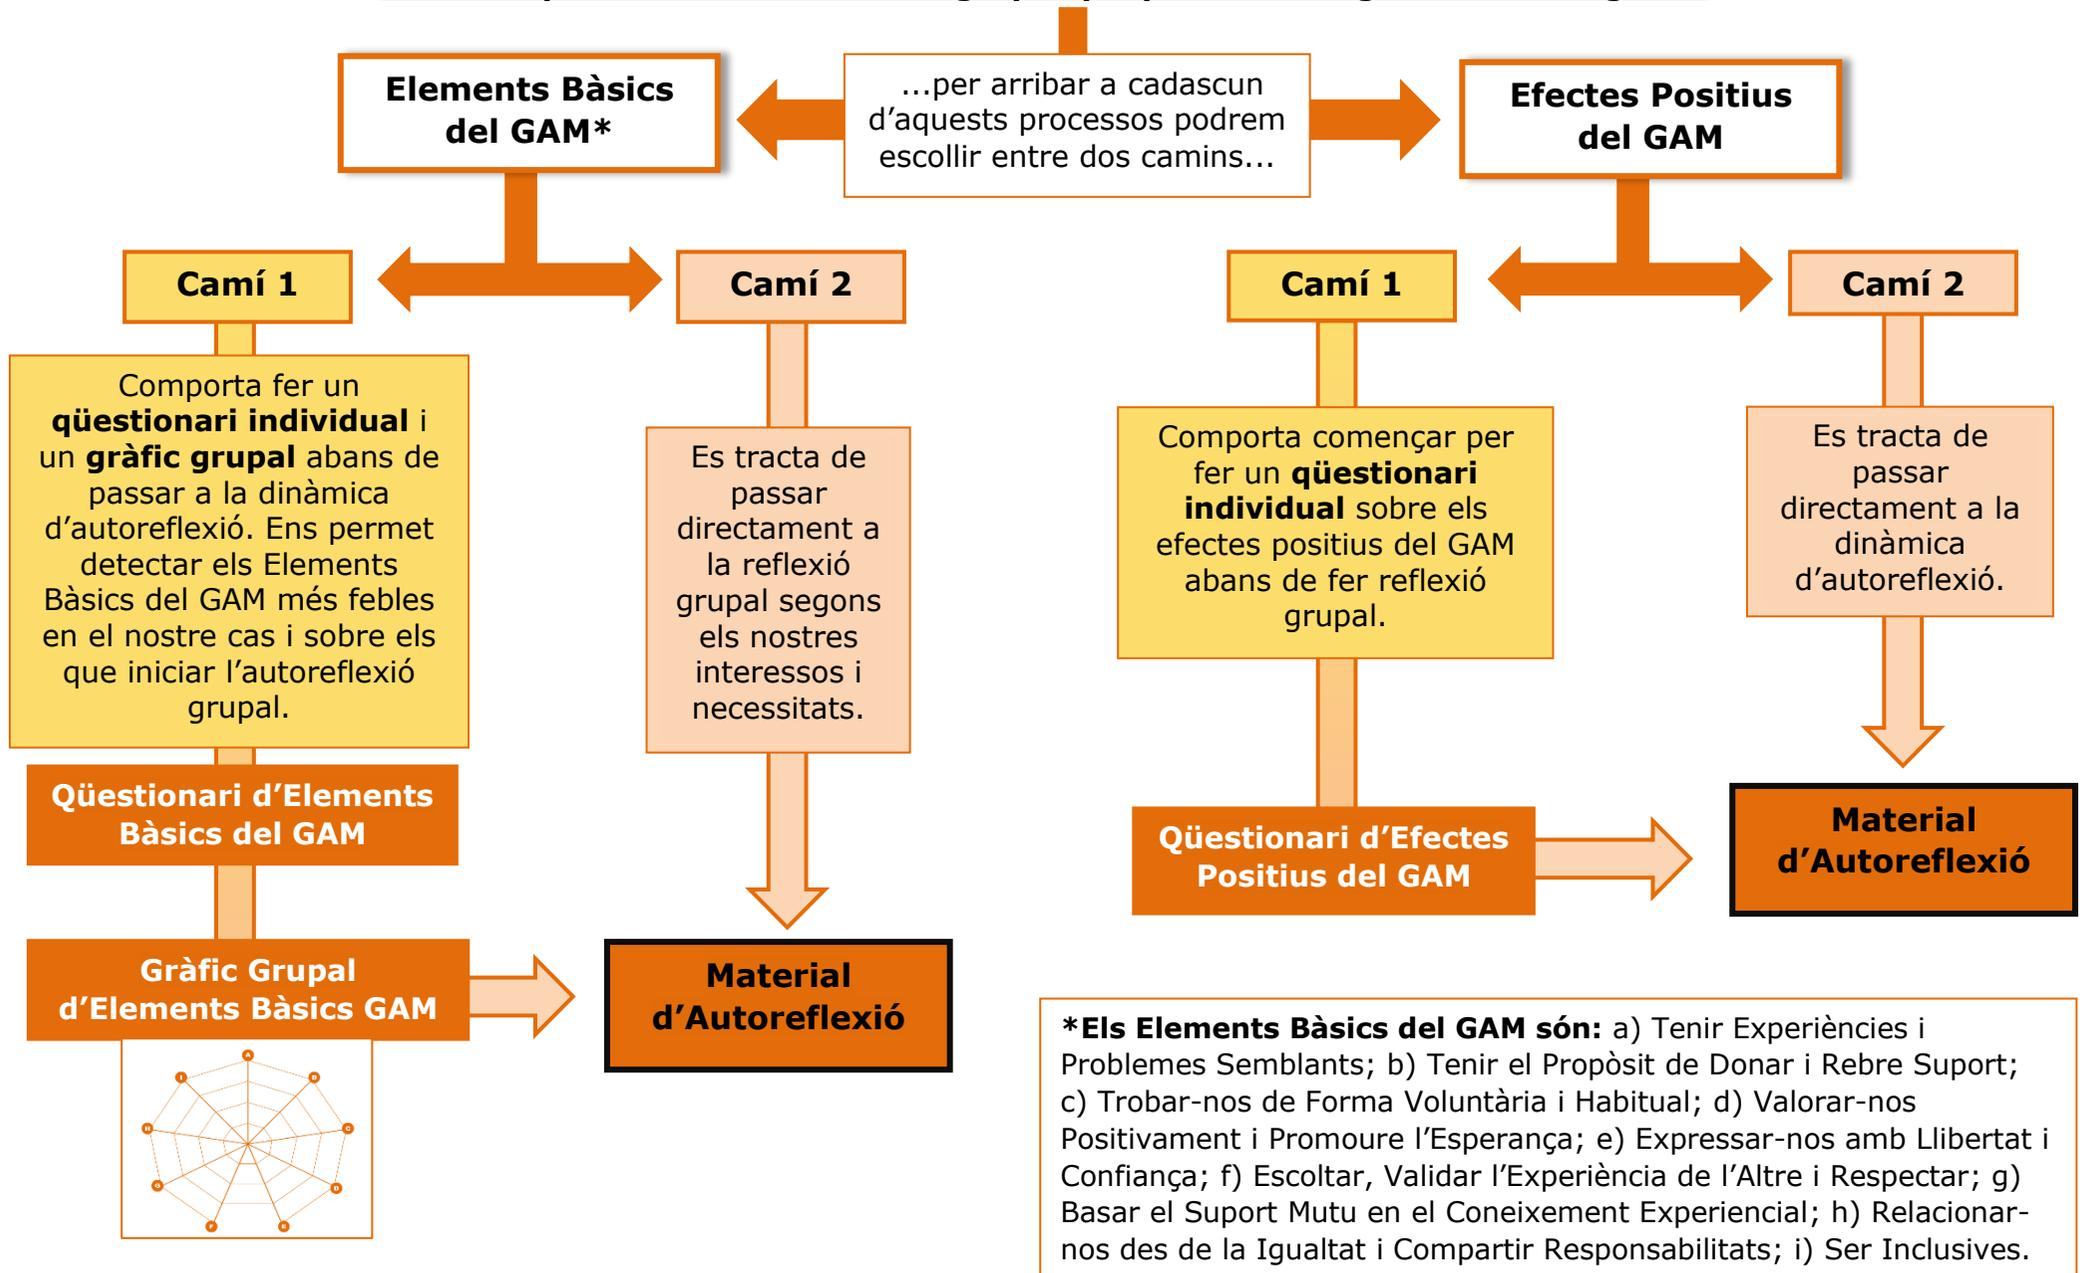 Elements Bàsics
del GAM*
...per arribar a cadascun
d’aquests processos podrem
escollir entre dos camins...
Efectes Positius
del GAM
Camí 1
Camí 2
Comporta fer un
qüestionari individual i
un gràfic grupal abans de
passar a la dinàmica
d’autoreflexió. Ens permet
detectar els Elements
Bàsics del GAM més febles
en el nostre cas i sobre els
que iniciar l’autoreflexió
grupal.
Es tracta de
passar
directament a
la reflexió
grupal segons
els nostres
interessos i
necessitats.
Qüestionari d’Elements
Bàsics del GAM
Gràfic Grupal
d’Elements Bàsics GAM
A
B
C
D
E
F
G
H
I
Material
d’Autoreflexió
Camí 1
Camí 2
Comporta començar per
fer un qüestionari
individual sobre els
efectes positius del GAM
abans de fer reflexió
grupal.
Es tracta de
passar
directament a la
dinàmica
d’autoreflexió.
Qüestionari d’Efectes
Positius del GAM
Material
d’Autoreflexió
*Els Elements Bàsics del GAM són: a) Tenir Experiències i
Problemes Semblants; b) Tenir el Propòsit de Donar i Rebre Suport;
c) Trobar-nos de Forma Voluntària i Habitual; d) Valorar-nos
Positivament i Promoure l’Esperança; e) Expressar-nos amb Llibertat i
Confiança; f) Escoltar, Validar l’Experiència de l’Altre i Respectar; g)
Basar el Suport Mutu en el Coneixement Experiencial; h) Relacionar-
nos des de la Igualtat i Compartir Responsabilitats; i) Ser Inclusives.